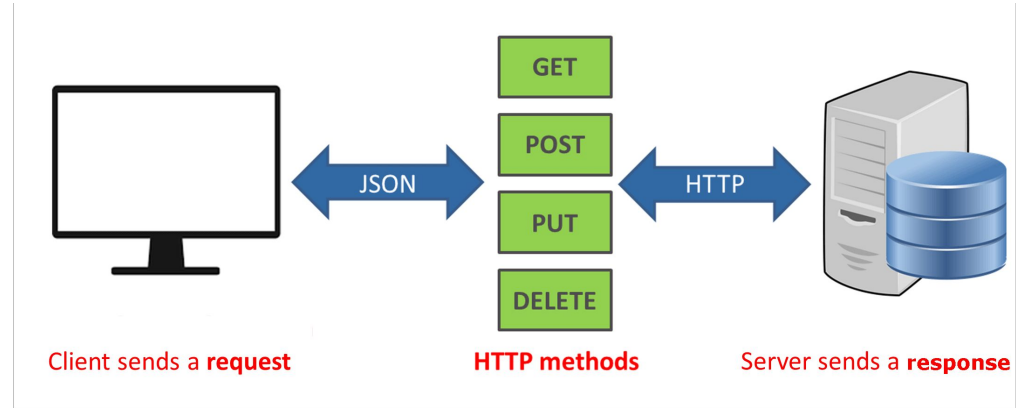 GET
POST
JSON
HTTP
PUT
DELETE
Client sends a request
HTTP methods
Server sends a response